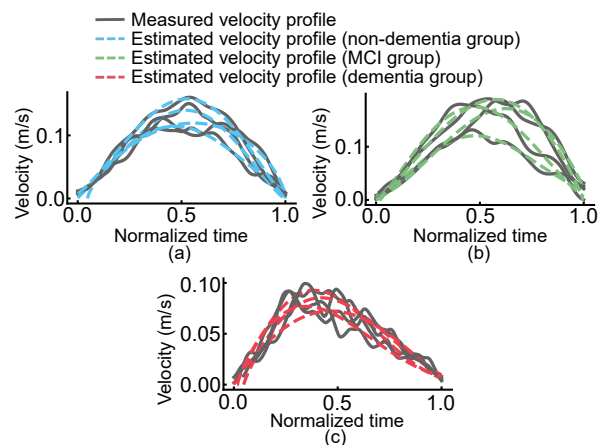 Measured velocity profile
Estimated velocity profile (non-dementia group)
Estimated velocity profile (MCI group)
Estimated velocity profile (dementia group)
Velocity (m/s)
0.1
0.0
0.0 0.5 1.0
Normalized time
(a)
Velocity (m/s)
0.1
0.0
0.0 0.5 1.0
Normalized time
(b)
Velocity (m/s)
0.10
0.05
0.00
0.0 0.5 1.0
Normalized time
(c)